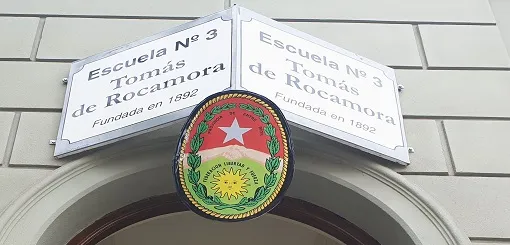 Escuela Nº 3
Tomás
de Rocamora
Fundada en 1892
Escuela Nº 3
Tomás
de Rocamora
Fundada en 1892
FEDERACION LIBERTAD Y FUERZA